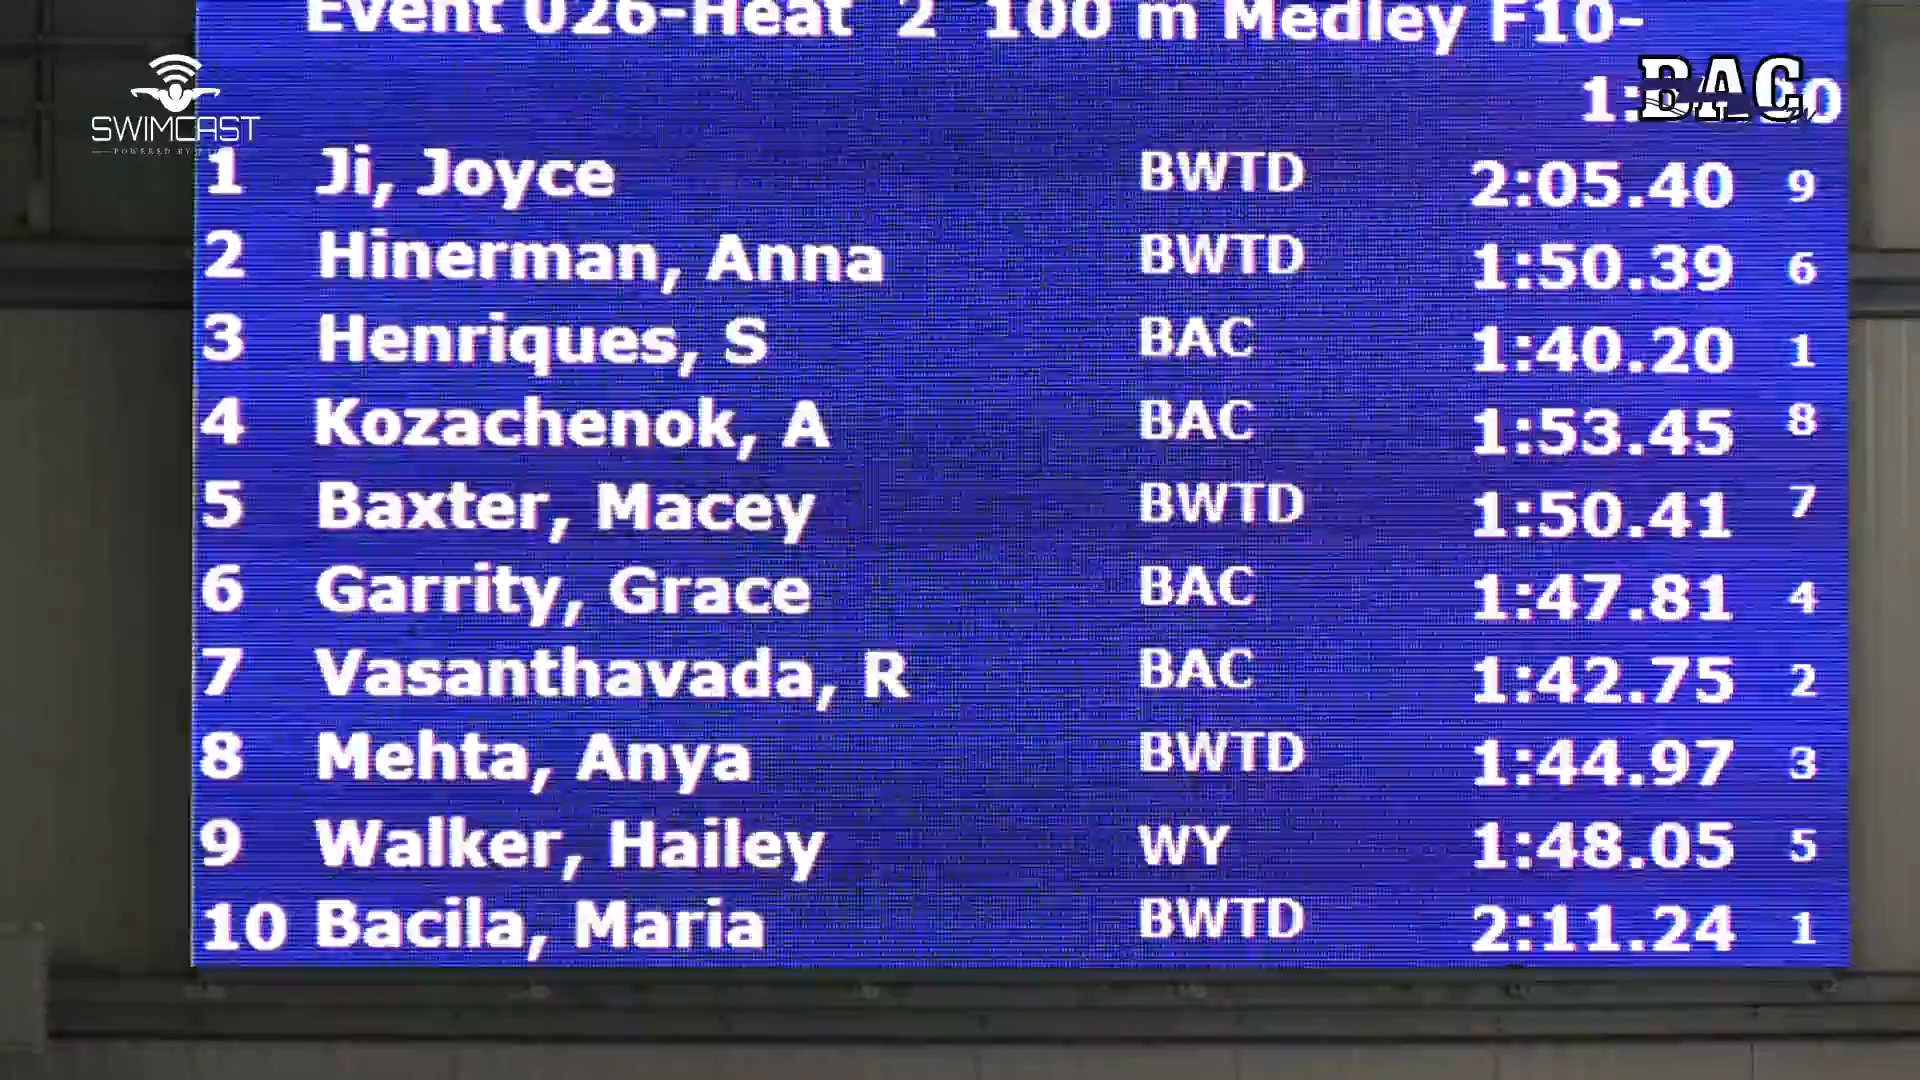 Event 026-Heat 2 100 m Medley F10-
BAC
SWIMCAST
POWERED BY
1 Ji, Joyce BWTD 2:05.40 9
2 Hinerman, Anna BWTD 1:50.39 6
3 Henriques, S BAC 1:40.20 1
4 Kozachenok, A BAC 1:53.45 8
5 Baxter, Macey BWTD 1:50.41 7
6 Garrity, Grace BAC 1:47.81 4
7 Vasanthavada, R BAC 1:42.75 2
8 Mehta, Anya BWTD 1:44.97 3
9 Walker, Hailey WY 1:48.05 5
10 Bacila, Maria BWTD 2:11.24 1